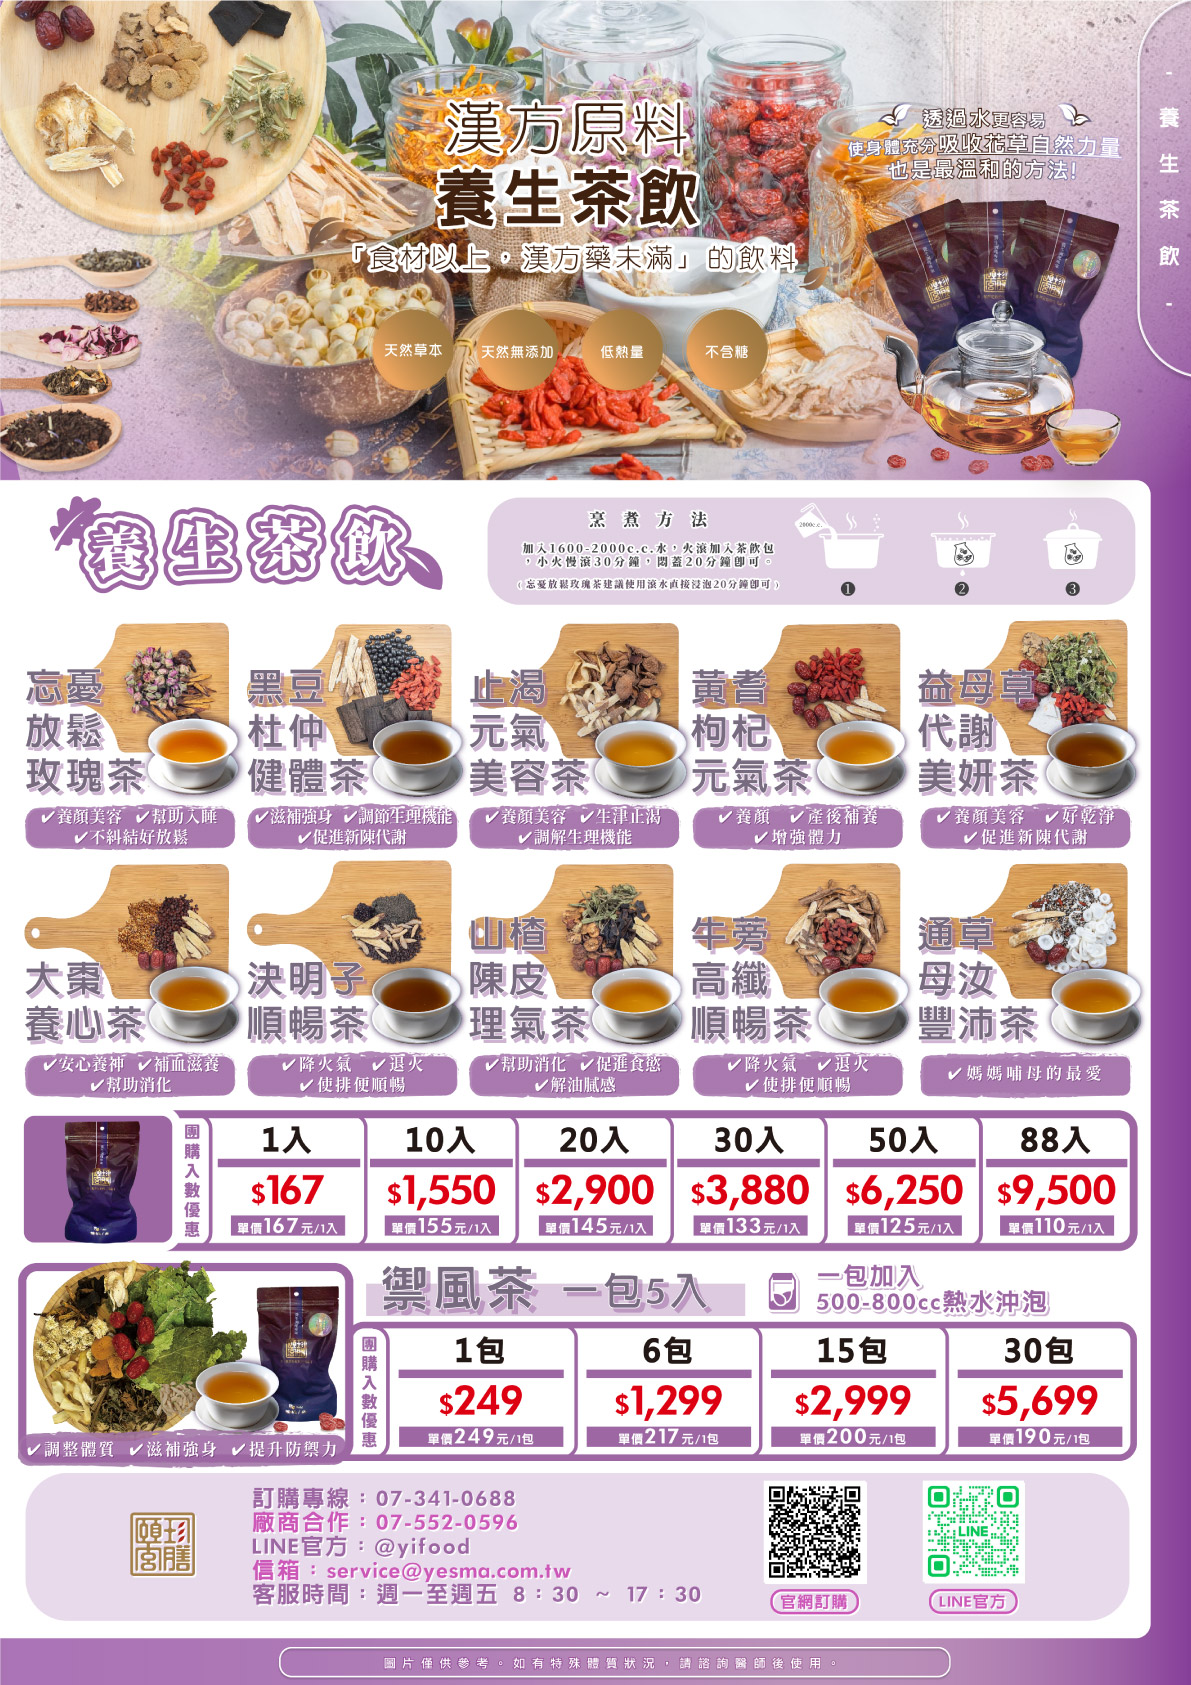 漢方原料
養生茶飲
「食材以上，漢方藥未滿」的飲料
天然草本
天然無添加
低熱量
不含糖
透過水更容易
使身體充分吸收花草自然力量
也是最溫和的方法!
- 養生茶飲 -
養生茶飲
烹煮方法
加入1600-2000c.c.水，火滾加入茶飲包
，小火慢滾30分鐘，悶蓋20分鐘即可。
（忘憂放鬆玫瑰茶建議使用滾水直接浸泡20分鐘即可）
2000c.c.
❶
❷
❸
忘憂
放鬆
玫瑰茶
✔養顏美容 ✔幫助入睡
✔不糾結好放鬆
黑豆
杜仲
健體茶
✔滋補強身 ✔調節生理機能
✔促進新陳代謝
止渴
元氣
美容茶
✔養顏美容 ✔生津止渴
✔調解生理機能
黃耆
枸杞
元氣茶
✔養顏 ✔產後補養
✔增強體力
益母草
代謝
美妍茶
✔養顏美容 ✔好乾淨
✔促進新陳代謝
大棗
養心茶
✔安心養神 ✔補血滋養
✔幫助消化
決明子
順暢茶
✔降火氣 ✔退火
✔使排便順暢
山楂
陳皮
理氣茶
✔幫助消化 ✔促進食慾
✔解油膩感
牛蒡
高纖
順暢茶
✔降火氣 ✔退火
✔使排便順暢
通草
母汝
豐沛茶
✔媽媽哺母的最愛
團購入數優惠
1入
$167
單價167元/1入
10入
$1,550
單價155元/1入
20入
$2,900
單價145元/1入
30入
$3,880
單價133元/1入
50入
$6,250
單價125元/1入
88入
$9,500
單價110元/1入
禦風茶 一包5入
一包加入
500-800cc熱水沖泡
✔調整體質 ✔滋補強身 ✔提升防禦力
團購入數優惠
1包
$249
單價249元/1包
6包
$1,299
單價217元/1包
15包
$2,999
單價200元/1包
30包
$5,699
單價190元/1包
頤珍宮膳
訂購專線：07-341-0688
廠商合作：07-552-0596
LINE官方：@yifood
信箱：service@yesma.com.tw
客服時間：週一至週五 8：30 ~ 17：30
官網訂購
LINE
LINE官方
圖片僅供參考。如有特殊體質狀況，請諮詢醫師後使用。